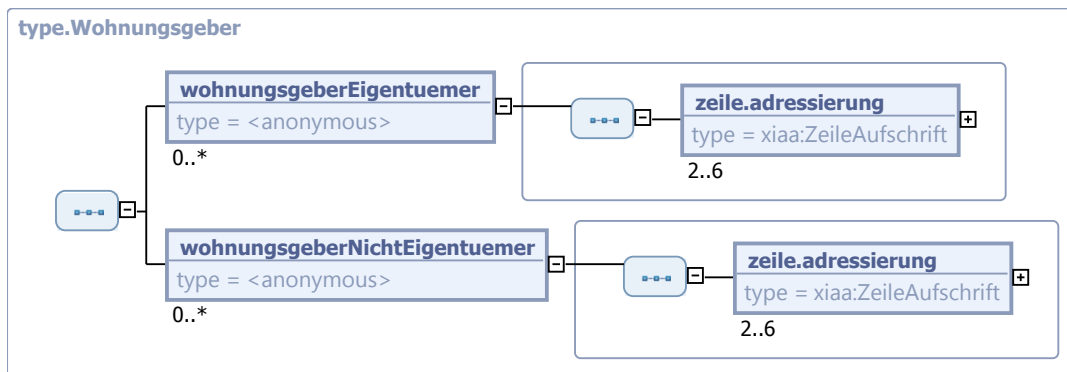 type.Wohnungsgeber
wohnungsgeberEigentuemer
type = <anonymous>
0..*
zeile.adressierung
type = xiaa:ZeileAufschrift
2..6
wohnungsgeberNichtEigentuemer
type = <anonymous>
0..*
zeile.adressierung
type = xiaa:ZeileAufschrift
2..6